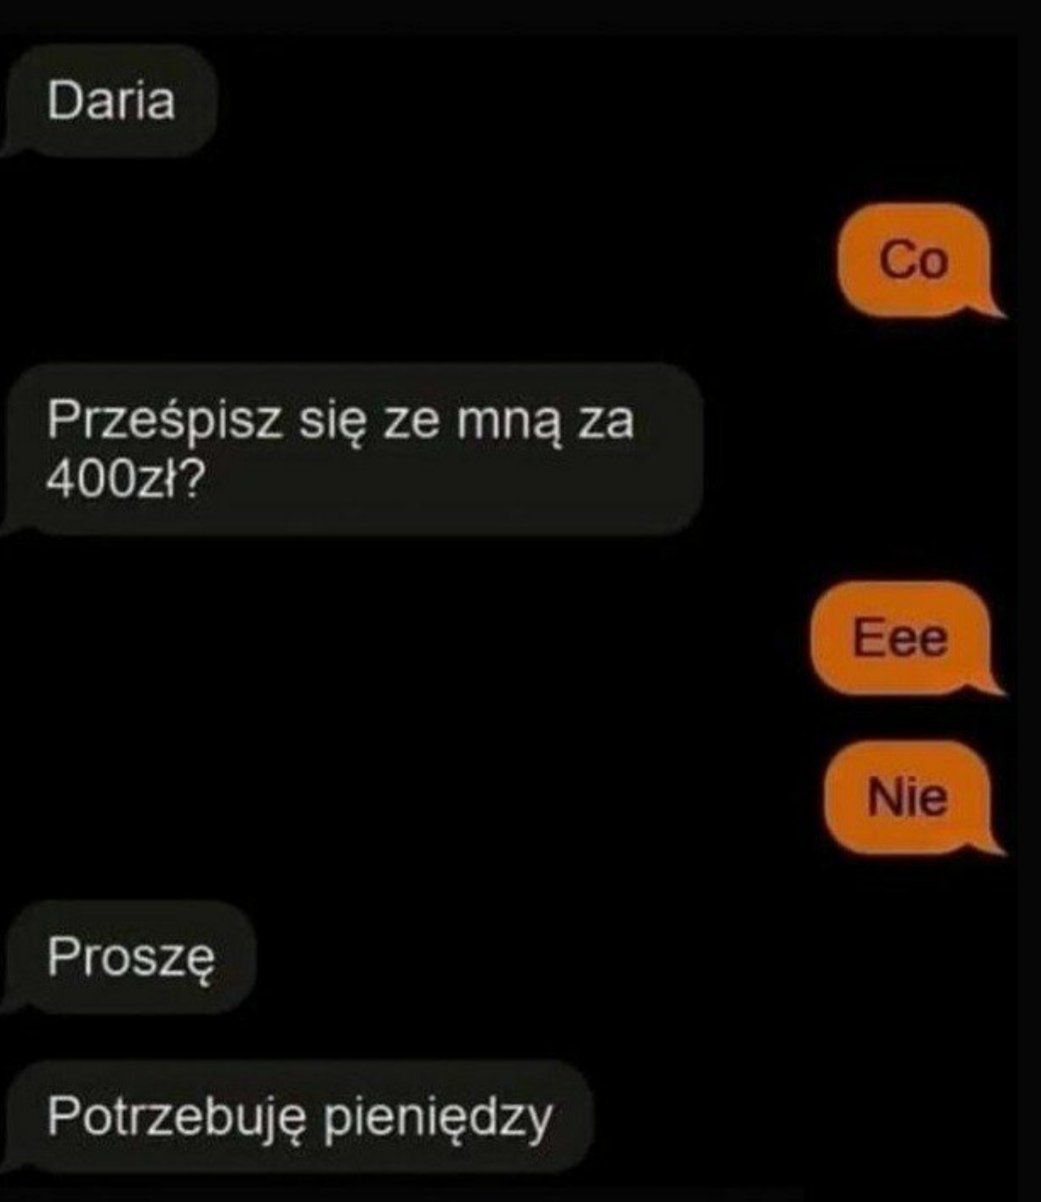 Daria
Co
Prześpisz się ze mną za
400zł?
Eee
Nie
Proszę
Potrzebuję pieniędzy